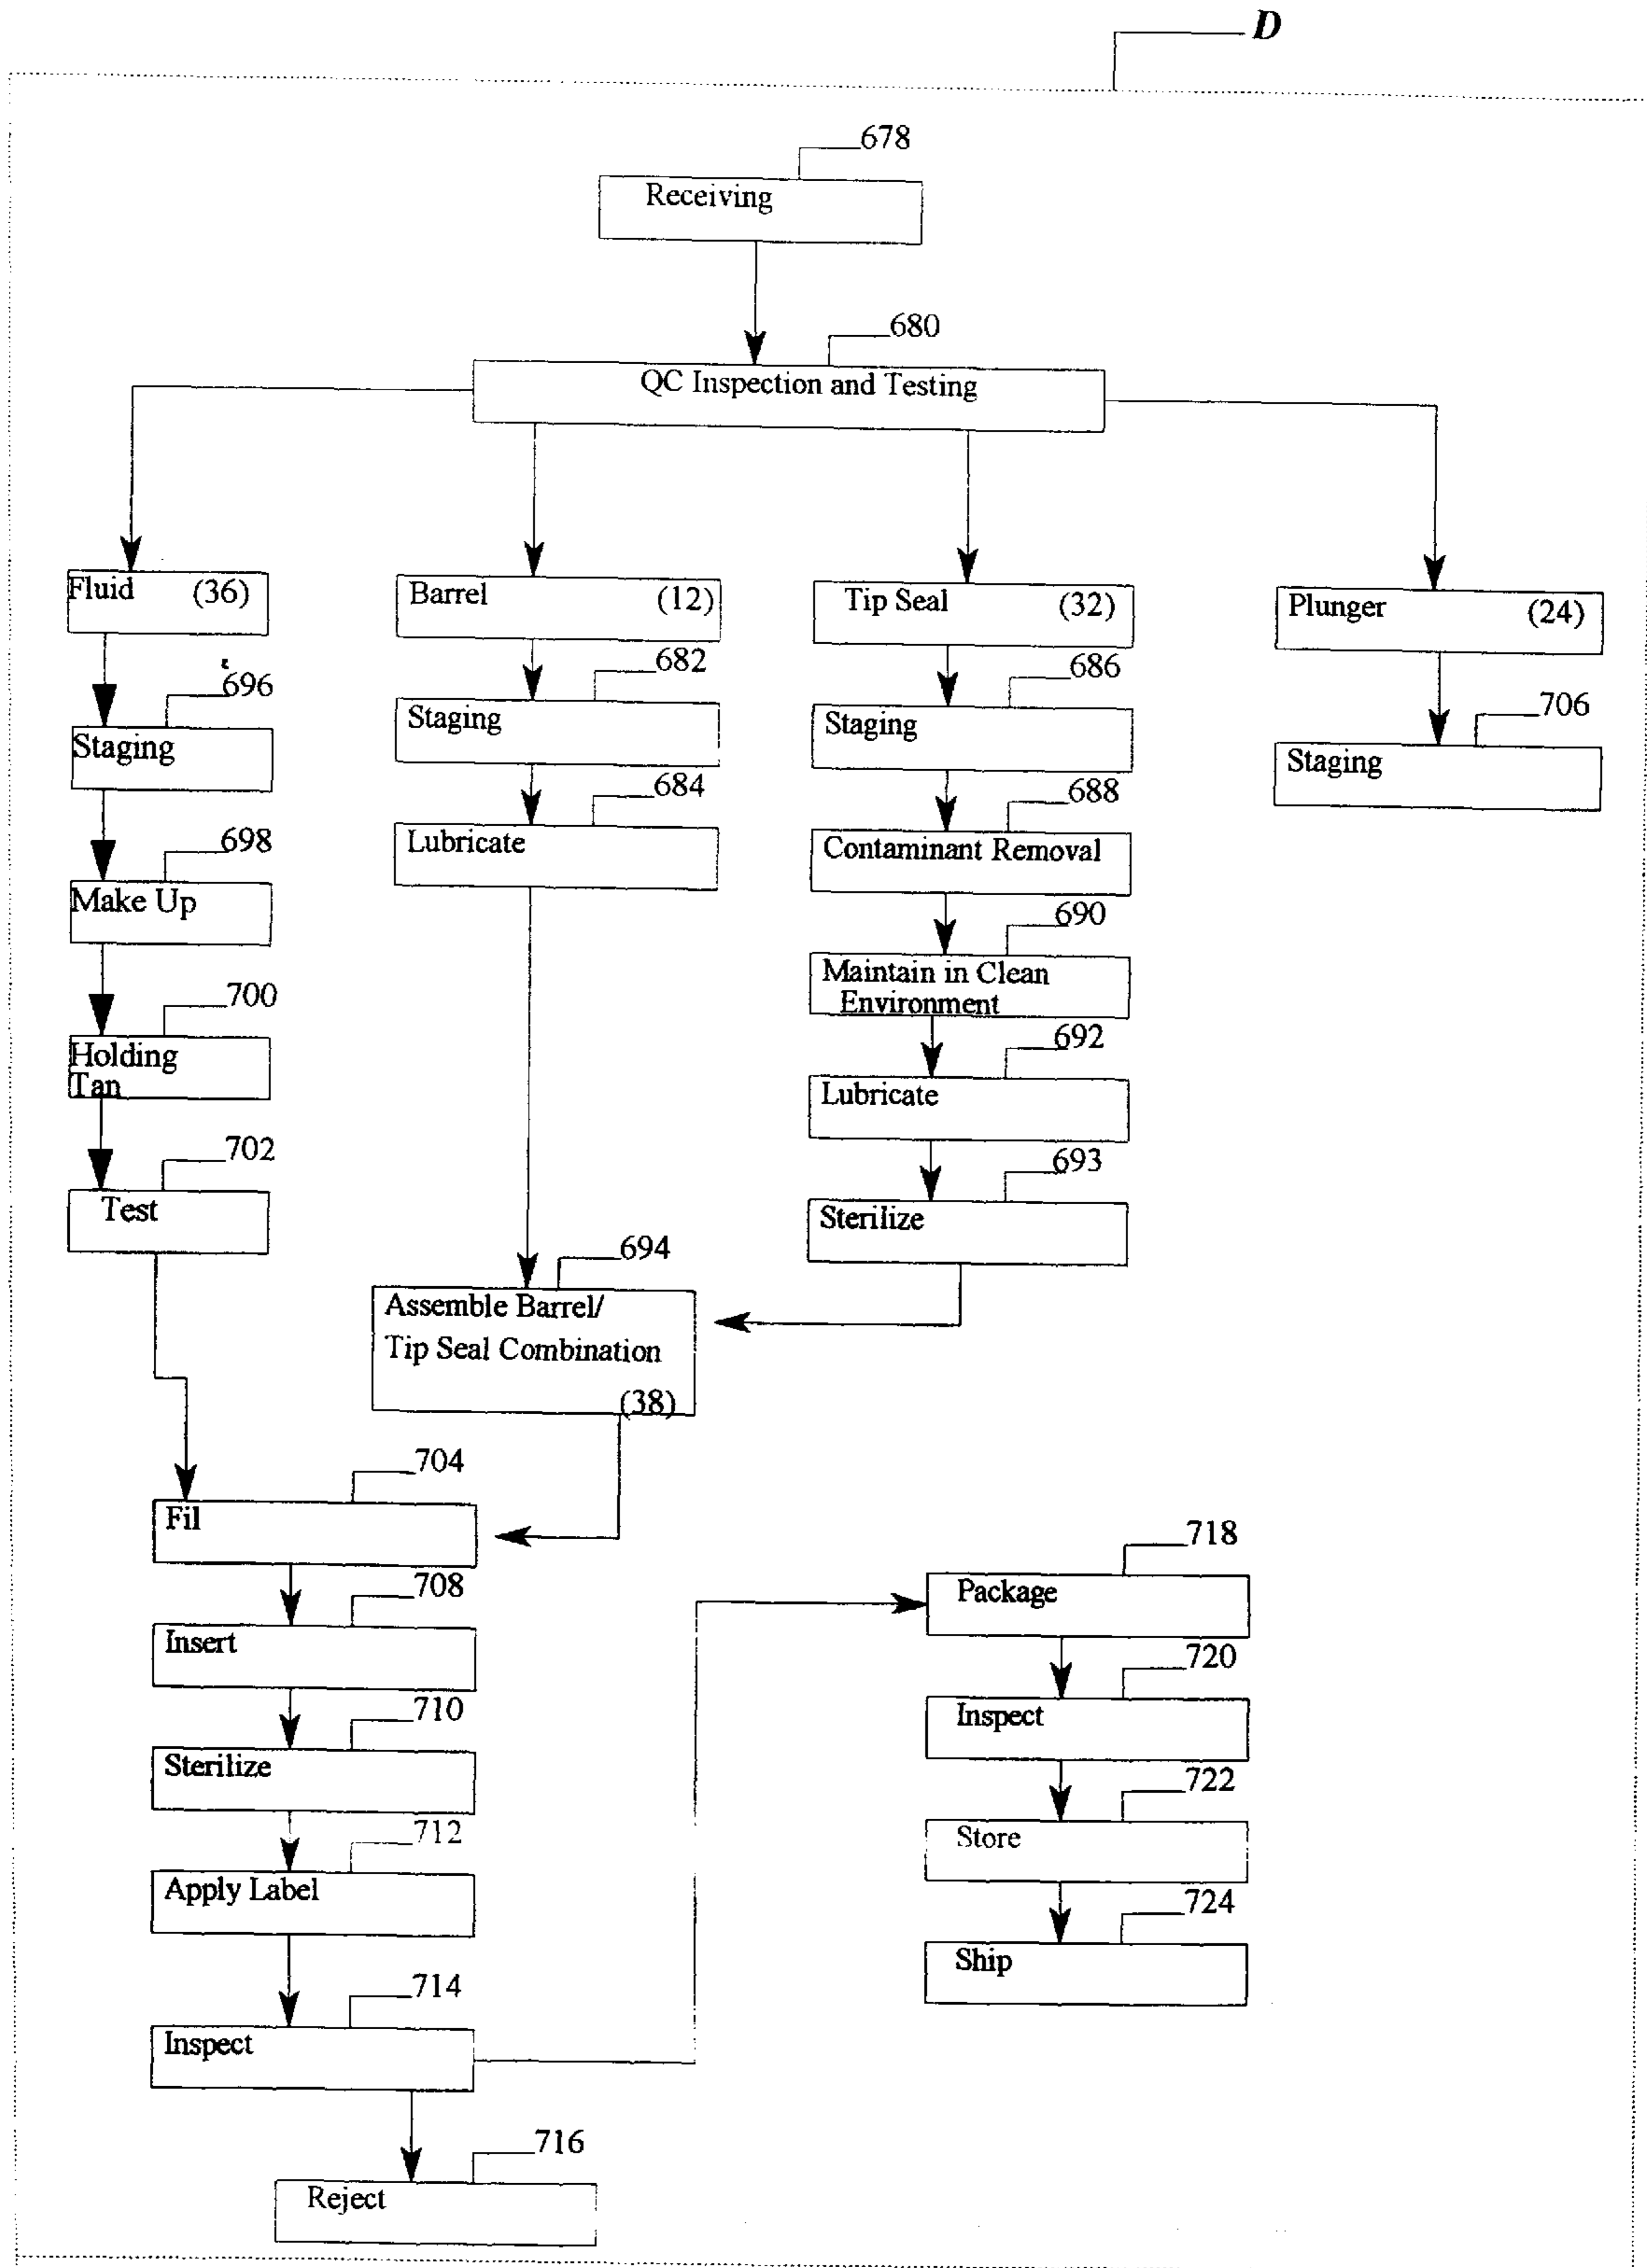 D
678
Receiving
680
QC Inspection and Testing
Fluid (36)
696
Staging
698
Make Up
700
Holding
Tan
702
Test
Barrel (12)
682
Staging
684
Lubricate
Tip Seal (32)
686
Staging
688
Contaminant Removal
690
Maintain in Clean
Environment
692
Lubricate
693
Sterilize
Plunger (24)
706
Staging
694
Assemble Barrel/
Tip Seal Combination
(38)
704
Fil
708
Insert
710
Sterilize
712
Apply Label
714
Inspect
716
Reject
718
Package
720
Inspect
722
Store
724
Ship